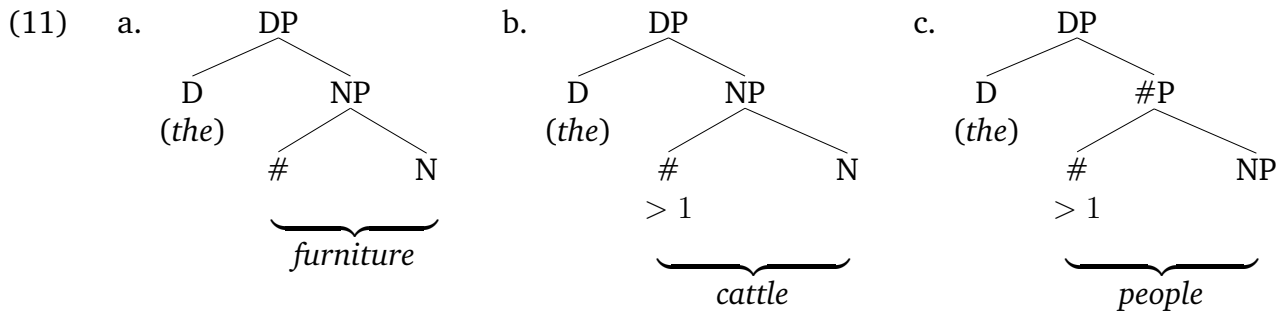 (11) a. DP b. DP c. DP
D NP D NP D #P
(the) (the) (the)
# N # N # NP
> 1 > 1
furniture
cattle people